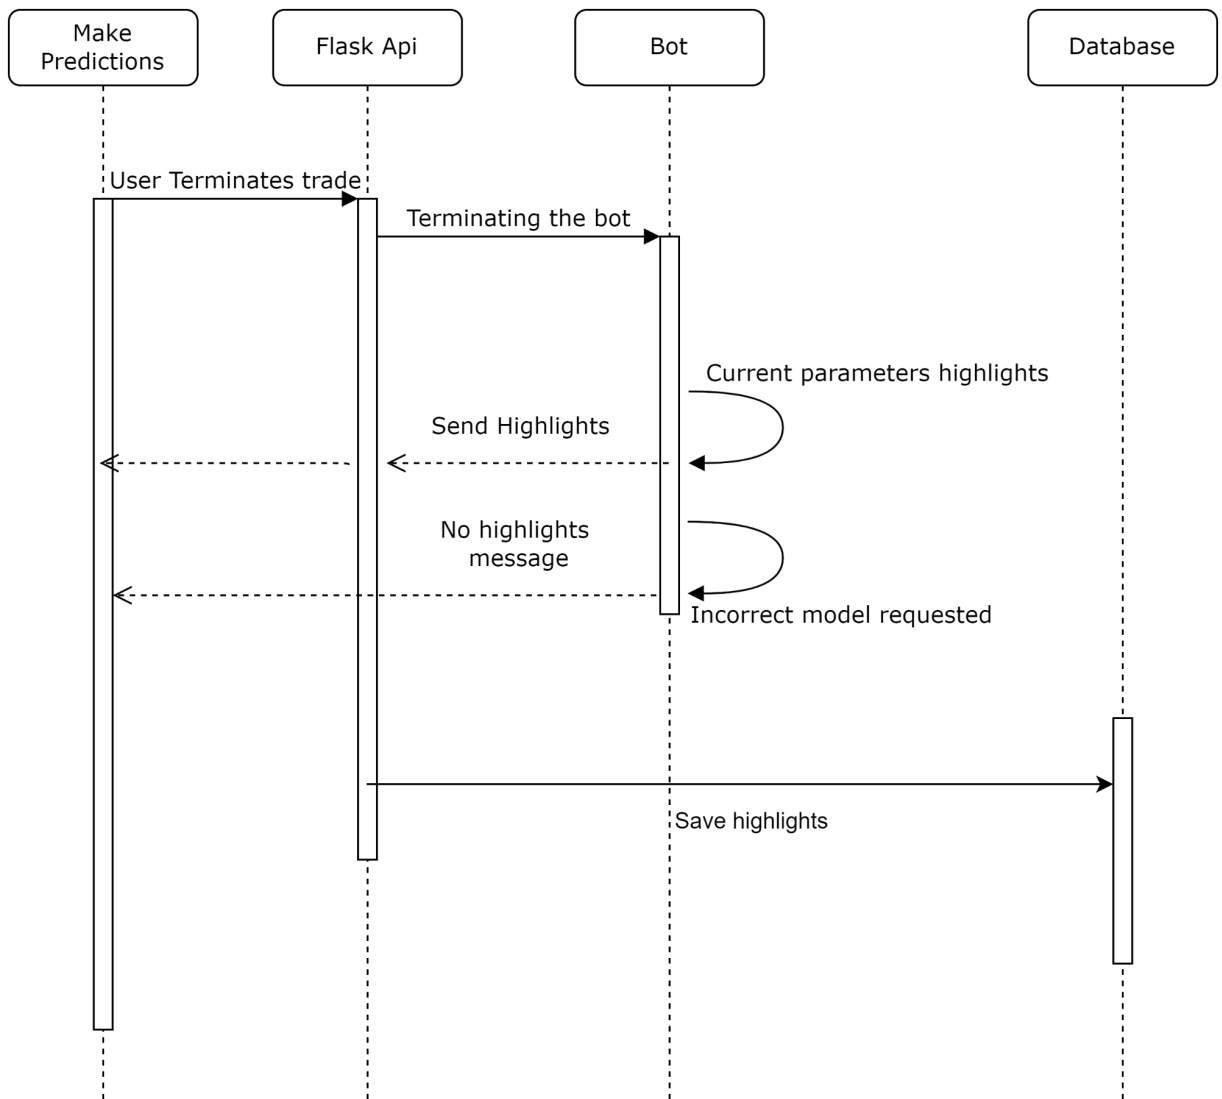 Make
Predictions
Flask Api
Bot
Database
User Terminates trade
Terminating the bot
Current parameters highlights
Send Highlights
No highlights
message
Incorrect model requested
Save highlights